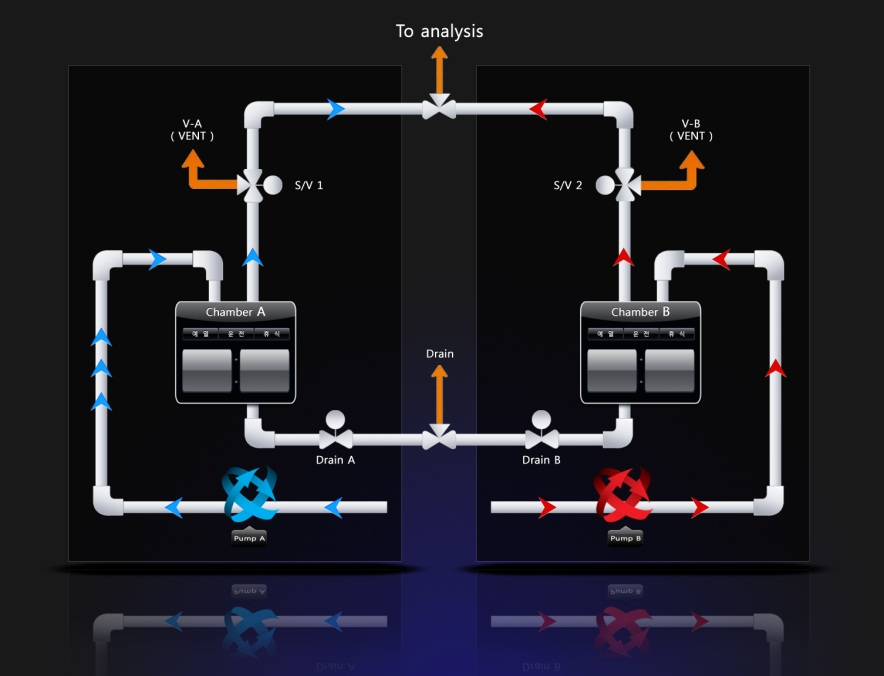 To analysis
V-A
( VENT )
V-B
( VENT )
S/V 1
S/V 2
Chamber A
예 열 운 전 휴 식
Chamber B
예 열 운 전 휴 식
Drain
Drain A
Drain B
Pump A
Pump B